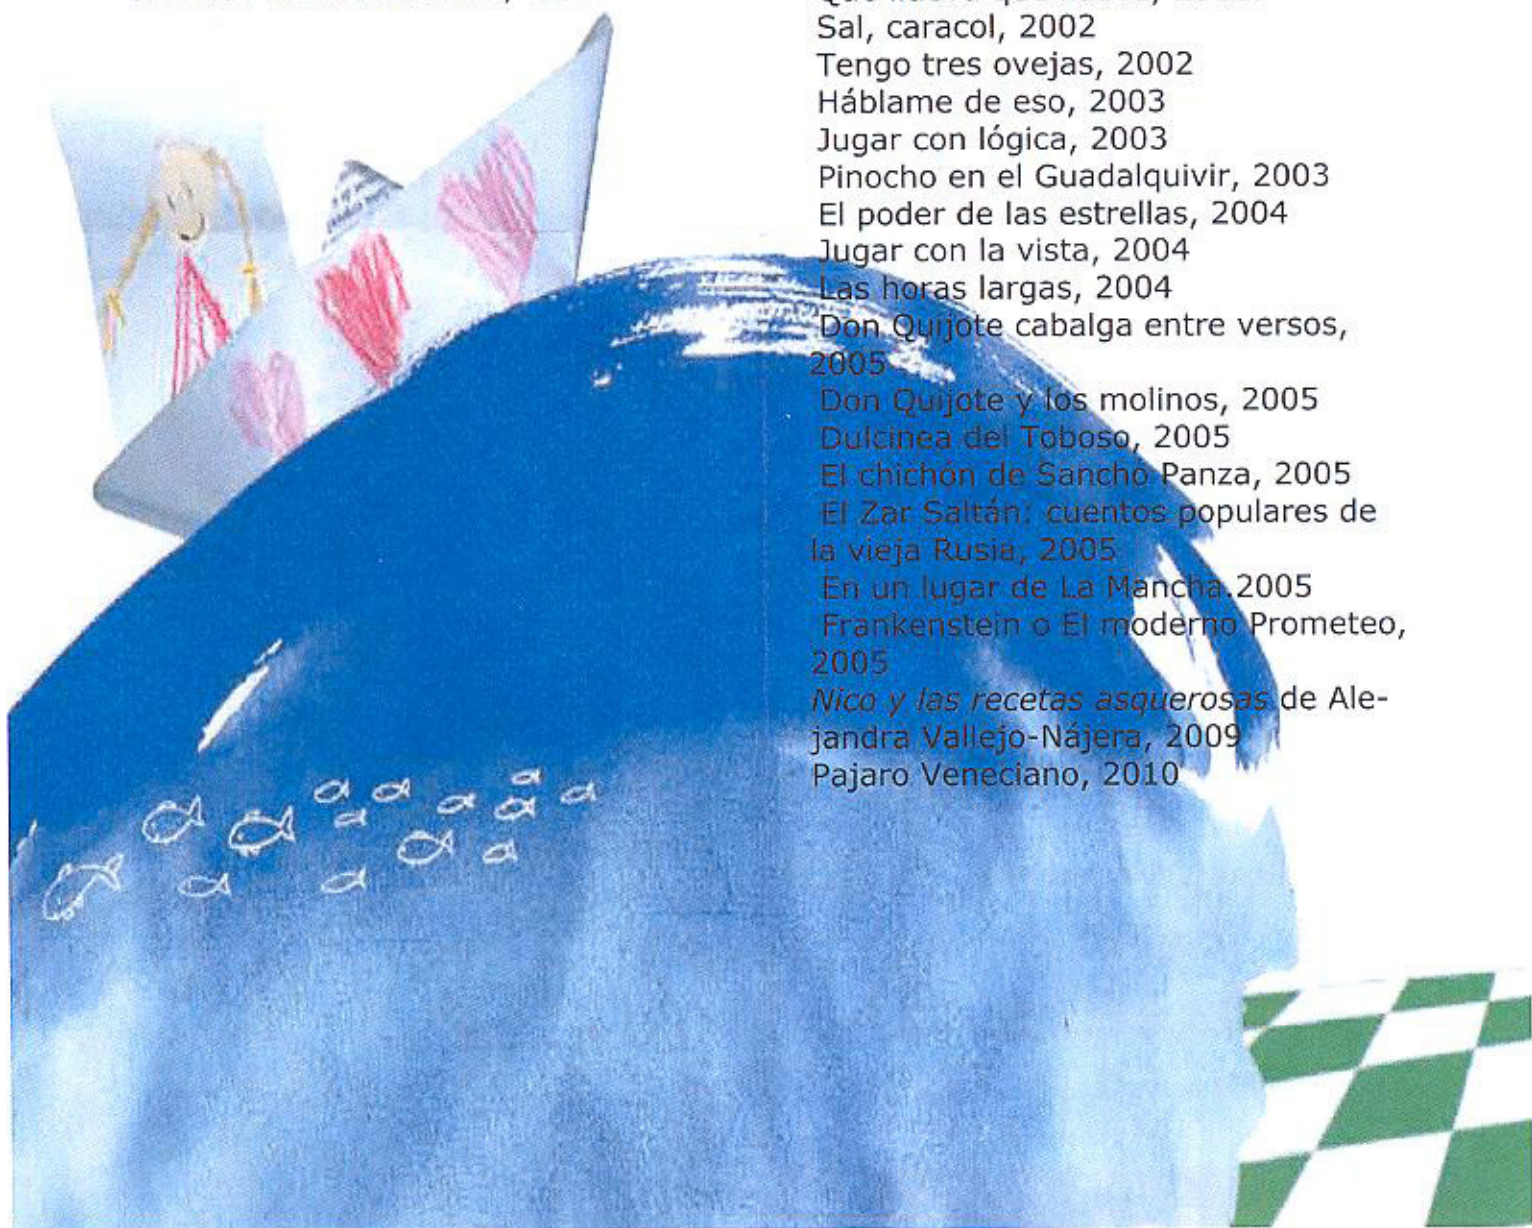 Sal, caracol, 2002
Tengo tres ovejas, 2002
Háblame de eso, 2003
Jugar con lógica, 2003
Pinocho en el Guadalquivir, 2003
El poder de las estrellas, 2004
Jugar con la vista, 2004
Las horas largas, 2004
Don Quijote cabalga entre versos,
2005
Don Quijote y los molinos, 2005
Dulcinea del Toboso, 2005
El chichón de Sancho Panza, 2005
El Zar Saltán: cuentos populares de
la vieja Rusia, 2005
En un lugar de La Mancha.2005
Frankenstein o El moderno Prometeo,
2005
Nico y las recetas asquerosas de Ale-
jandra Vallejo-Nájera, 2009
Pajaro Veneciano, 2010